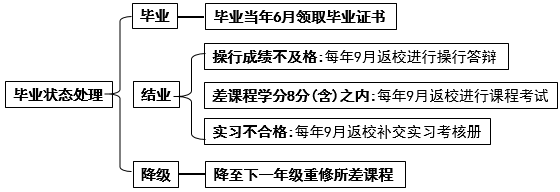 毕业状态处理
毕业
毕业当年6月领取毕业证书
结业
操行成绩不及格:每年9月返校进行操行答辩
差课程学分8分(含)之内:每年9月返校进行课程考试
实习不合格:每年9月返校补交实习考核册
降级
降至下一年级重修所差课程